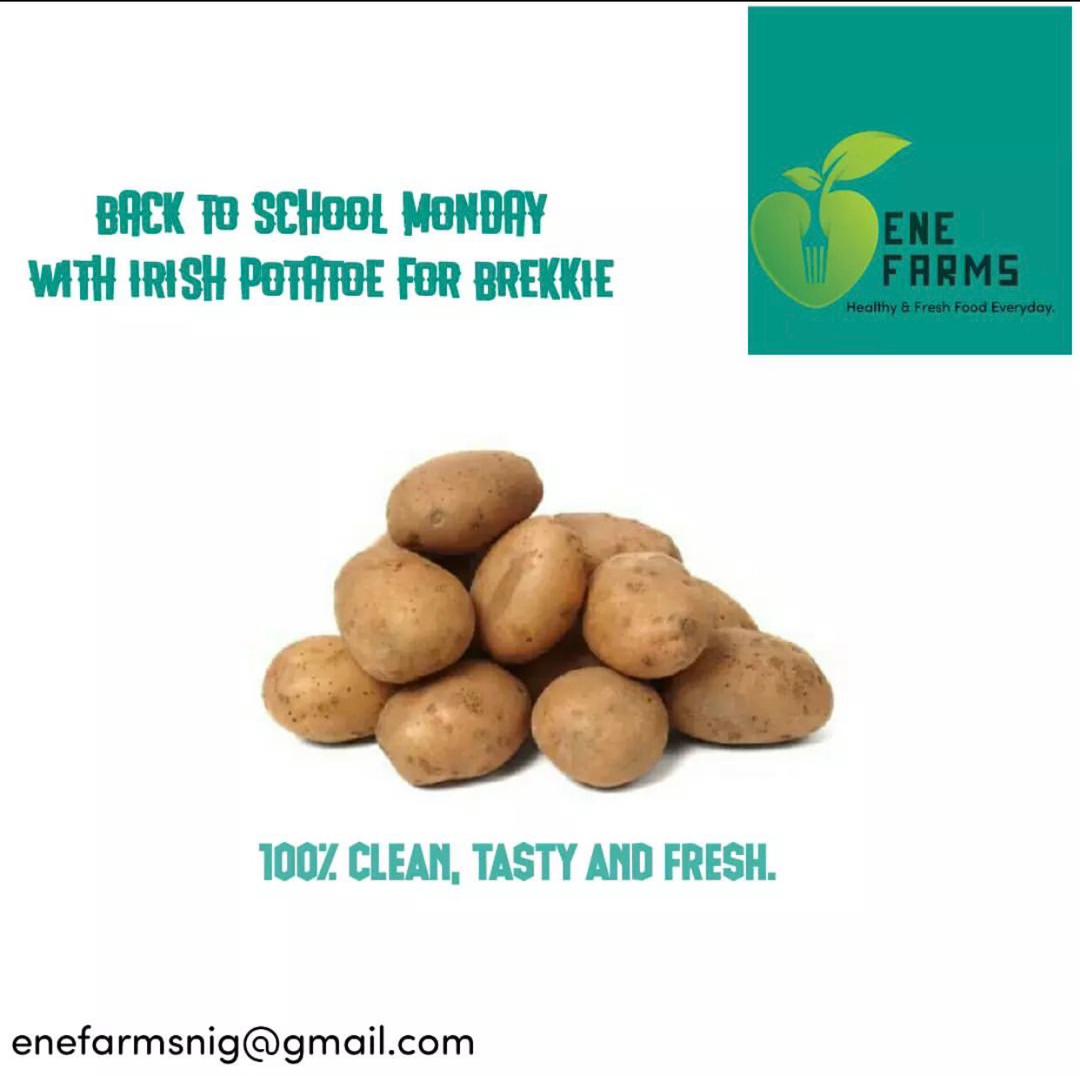 BACK TO SCHOOL MONDAY
WITH IRISH POTATOE FOR BREKKIE
ENE
FARMS
Healthy & Fresh Food Everyday.
100% CLEAN, TASTY AND FRESH.
enefarmsnig@gmail.com